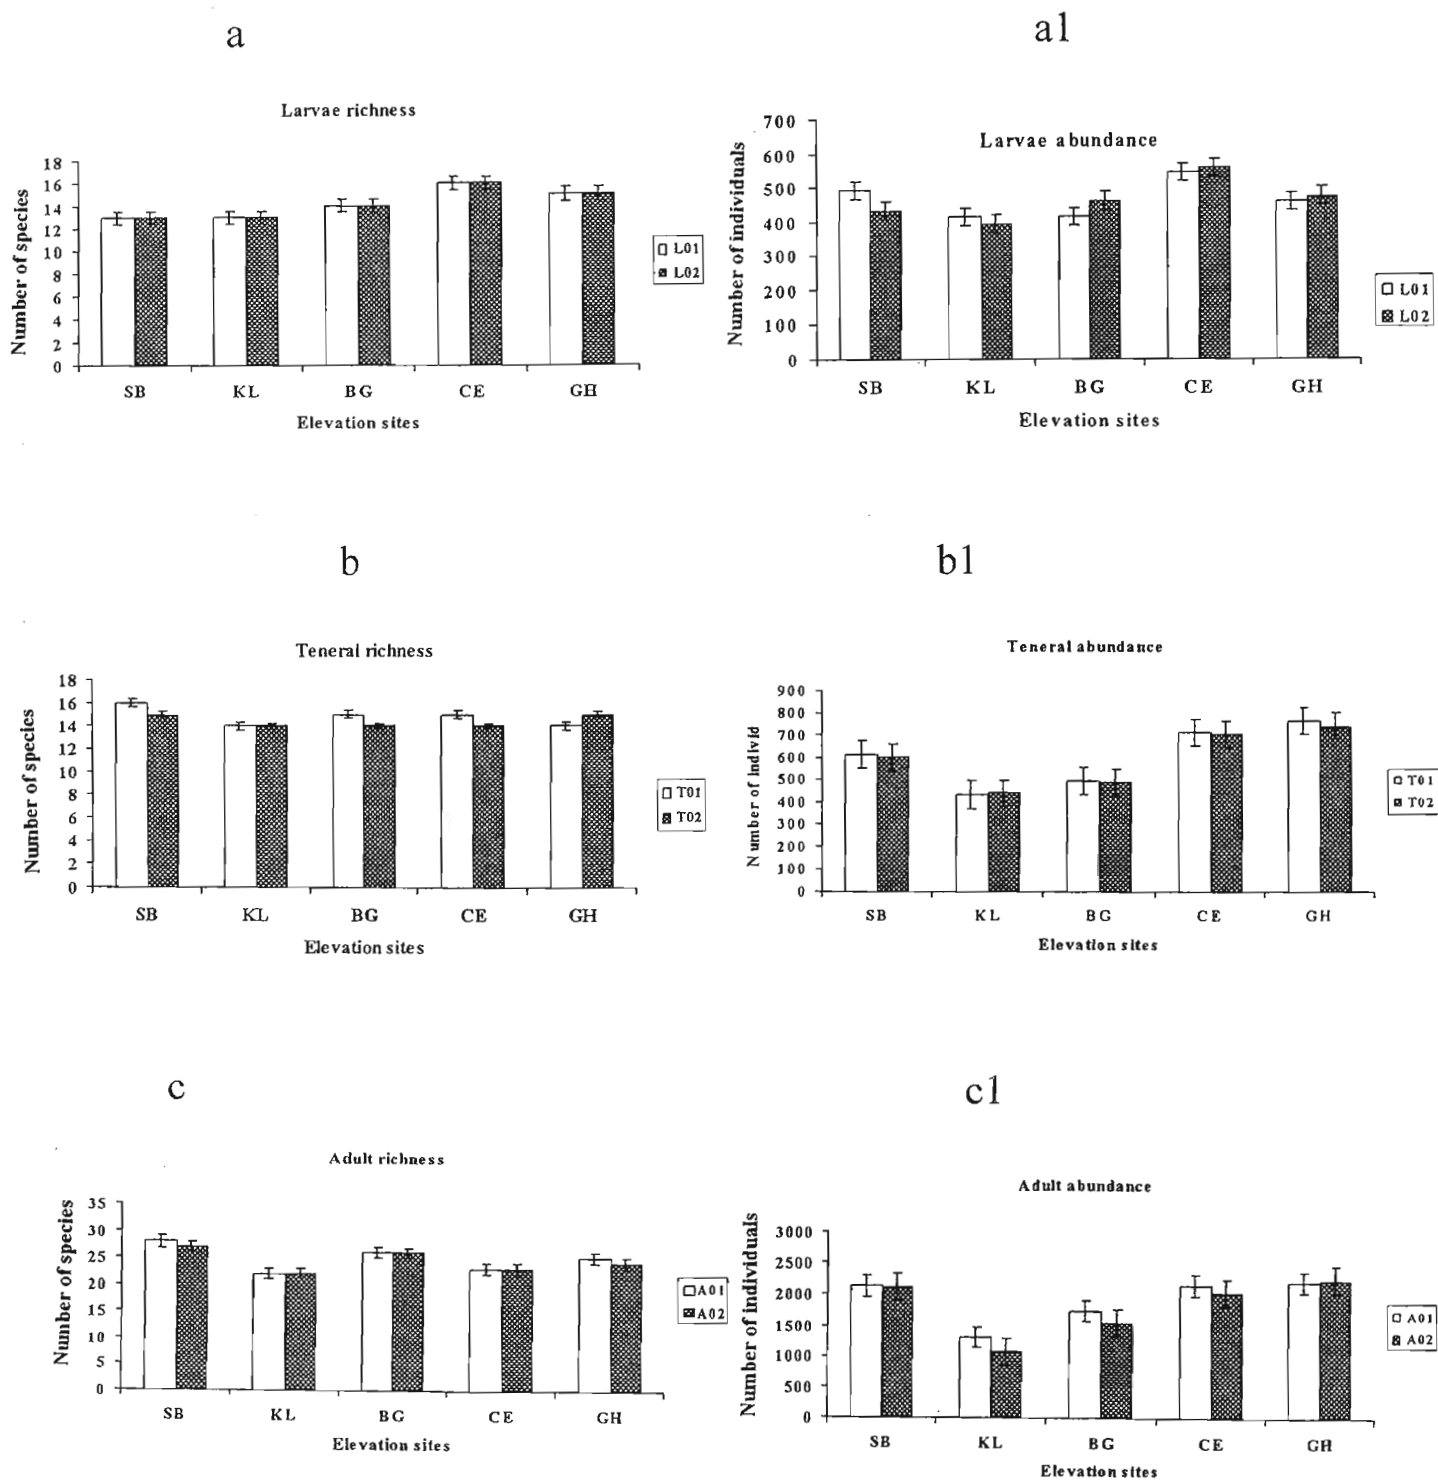 a
Larvae richness
Number of species
18
16
14
12
10
8
6
4
2
0
SB KL BG CE GH
Elevation sites
L01
L02
a1
Larvae abundance
Number of individuals
700
600
500
400
300
200
100
0
SB KL BG CE GH
Elevation sites
L01
L02
b
Teneral richness
Number of species
18
16
14
12
10
8
6
4
2
0
SB KL BG CE GH
Elevation sites
T01
T02
b1
Teneral abundance
Number of individ
900
800
700
600
500
400
300
200
100
0
SB KL BG CE GH
Elevation sites
T01
T02
c
Adult richness
Number of species
35
30
25
20
15
10
5
0
SB KL BG CE GH
Elevation sites
A01
A02
c1
Adult abundance
Number of individuals
3000
2500
2000
1500
1000
500
0
SB KL BG CE GH
Elevation sites
A01
A02